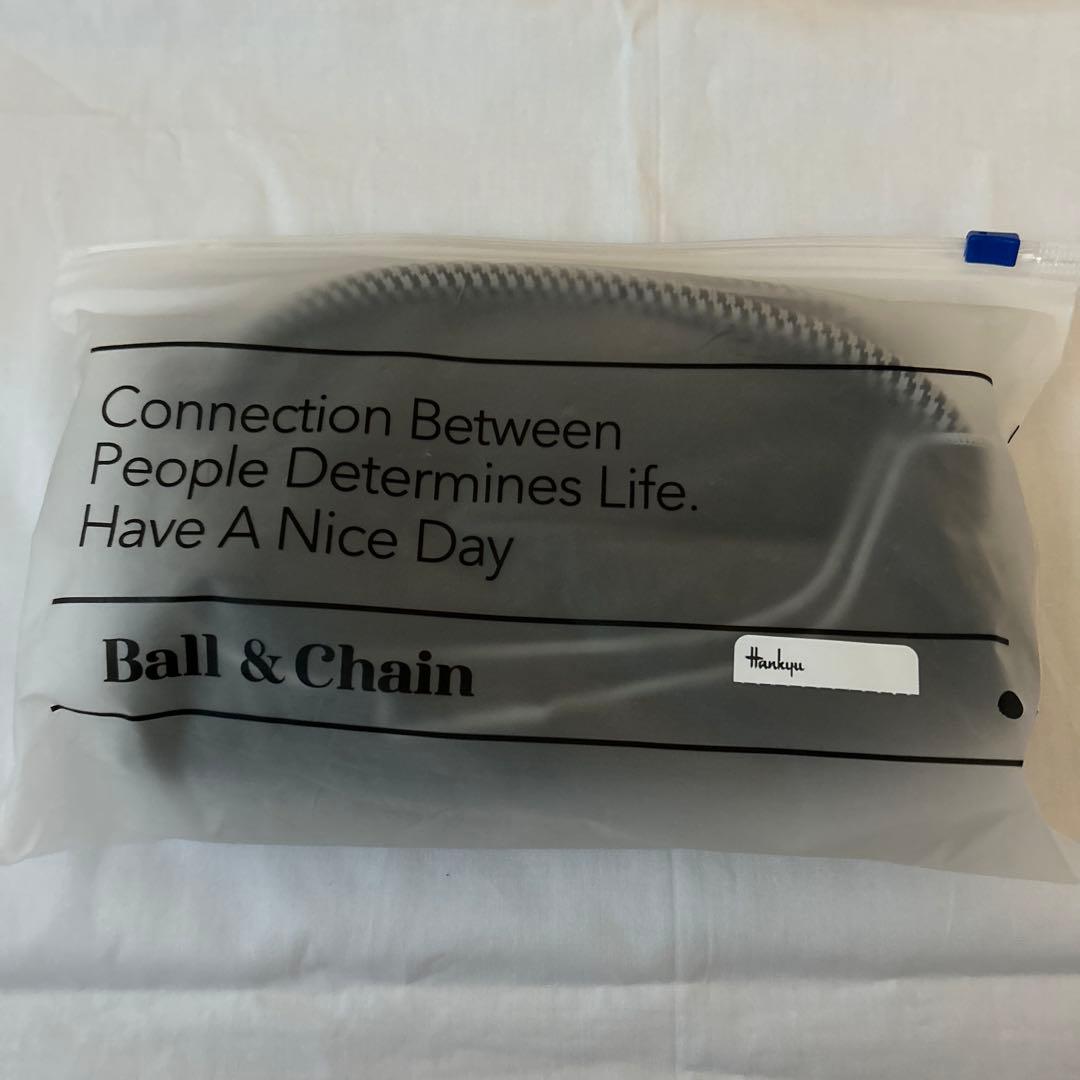 Connection Between
People Determines Life.
Have A Nice Day
Ball & Chain
Hankyu